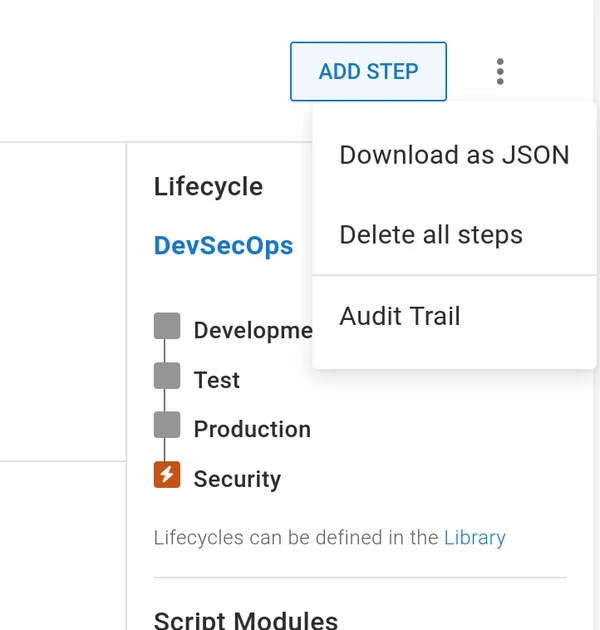 ADD STEP
Download as JSON
Delete all steps
Audit Trail
Lifecycle
DevSecOps
Developme
Test
Production
Security
Lifecycles can be defined in the Library
Script Modules